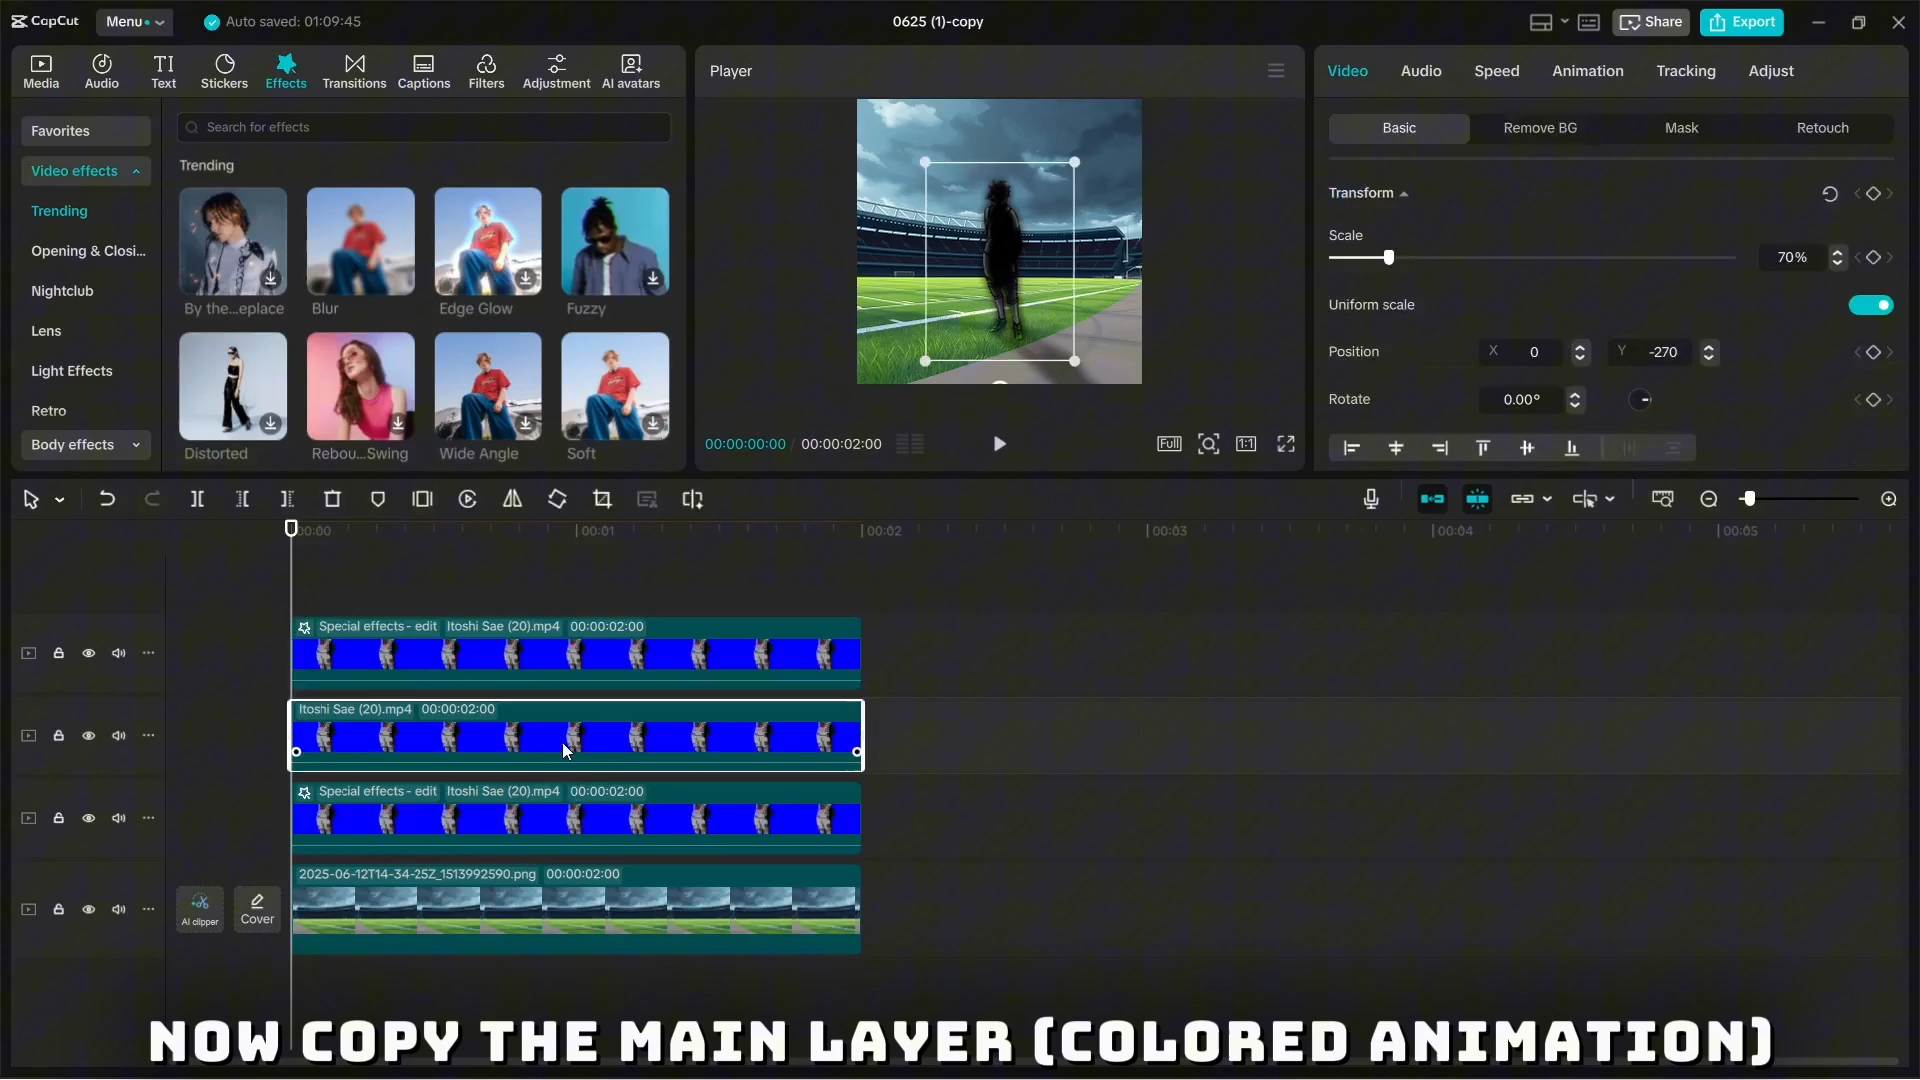 CapCut
Menu
Auto saved: 01:09:45
0625 (1)-copy
Share
Export
Media
Audio
Text
Stickers
Effects
Transitions
Captions
Filters
Adjustment
AI avatars
Favorites
Video effects
Trending
Opening & Closi...
Nightclub
Lens
Light Effects
Retro
Body effects
Search for effects
Trending
By the...eplace
Blur
Edge Glow
Fuzzy
Distorted
Rebou...Swing
Wide Angle
Soft
Player
00:00:00:00 / 00:00:02:00
Full
1:1
Video
Audio
Speed
Animation
Tracking
Adjust
Basic
Remove BG
Mask
Retouch
Transform
Scale
70%
Uniform scale
Position
X 0
Y -270
Rotate
0.00°
00:00
00:01
00:02
00:03
00:04
00:05
Special effects - edit Itoshi Sae (20).mp4 00:00:02:00
Itoshi Sae (20).mp4 00:00:02:00
Special effects - edit Itoshi Sae (20).mp4 00:00:02:00
2025-06-12T14-34-25Z_1513992590.png 00:00:02:00
AI clipper
Cover
NOW COPY THE MAIN LAYER (COLORED ANIMATION)